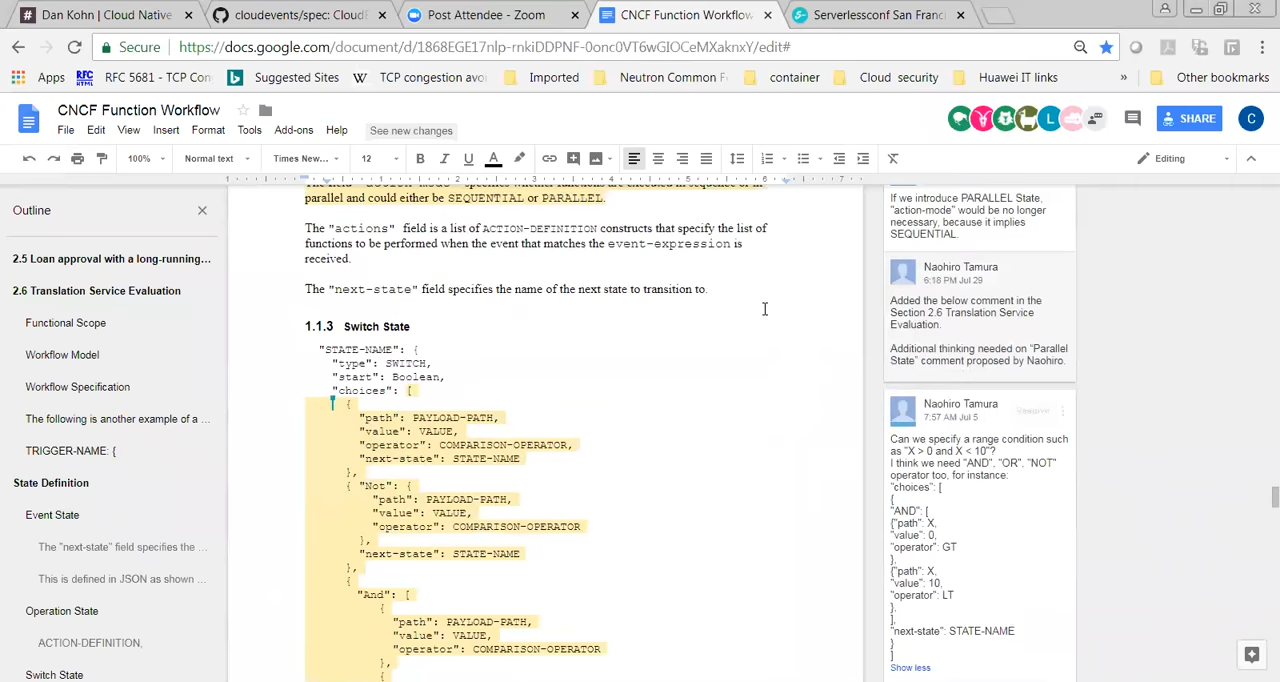 Dan Kohn | Cloud Native
cloudevents/spec: Cloud
Post Attendee - Zoom
CNCF Function Workflow
Serverlessconf San Franci
Secure
https://docs.google.com/document/d/1868EGE17nlp-rnkiDDPNF-0onc0VT6wGIOCeMXaknxY/edit#
Apps
RFC 5681 - TCP Con
Suggested Sites
TCP congestion avoi
Imported
Neutron Common F
container
Cloud security
Huawei IT links
»
Other bookmarks
CNCF Function Workflow
File Edit View Insert Format Tools Add-ons Help
See new changes
L
SHARE
C
100%
Normal text
Times New...
12
B I U A
Editing
1 1 2 3 4 5 6 7
Outline
2.5 Loan approval with a long-running...
2.6 Translation Service Evaluation
Functional Scope
Workflow Model
Workflow Specification
The following is another example of a ...
TRIGGER-NAME: {
State Definition
Event State
The "next-state" field specifies the ...
This is defined in JSON as shown ...
Operation State
ACTION-DEFINITION,
Switch State
parallel and could either be SEQUENTIAL or PARALLEL.
The "actions" field is a list of ACTION-DEFINITION constructs that specify the list of
functions to be performed when the event that matches the event-expression is
received.
The "next-state" field specifies the name of the next state to transition to.
1.1.3 Switch State
"STATE-NAME": {
"type": SWITCH,
"start": Boolean,
"choices": [
{
"path": PAYLOAD-PATH,
"value": VALUE,
"operator": COMPARISON-OPERATOR,
"next-state": STATE-NAME
},
{ "Not": {
"path": PAYLOAD-PATH,
"value": VALUE,
"operator": COMPARISON-OPERATOR
},
"next-state": STATE-NAME
},
{
"And": [
{
"path": PAYLOAD-PATH,
"value": VALUE,
"operator": COMPARISON-OPERATOR
},
{
If we introduce PARALLEL State,
"action-mode" would be no longer
necessary, because it implies
SEQUENTIAL.
Naohiro Tamura
6:18 PM Jul 29
Added the below comment in the
Section 2.6 Translation Service
Evaluation.
Additional thinking needed on "Parallel
State" comment proposed by Naohiro.
Naohiro Tamura
7:57 AM Jul 5
Can we specify a range condition such
as "X > 0 and X < 10"?
I think we need "AND", "OR", "NOT"
operator too, for instance:
"choices": [
{
"AND": [
{"path": X,
"value": 0,
"operator": GT
},
{"path": X,
"value": 10,
"operator": LT
},
],
"next-state": STATE-NAME
}
]
Show less